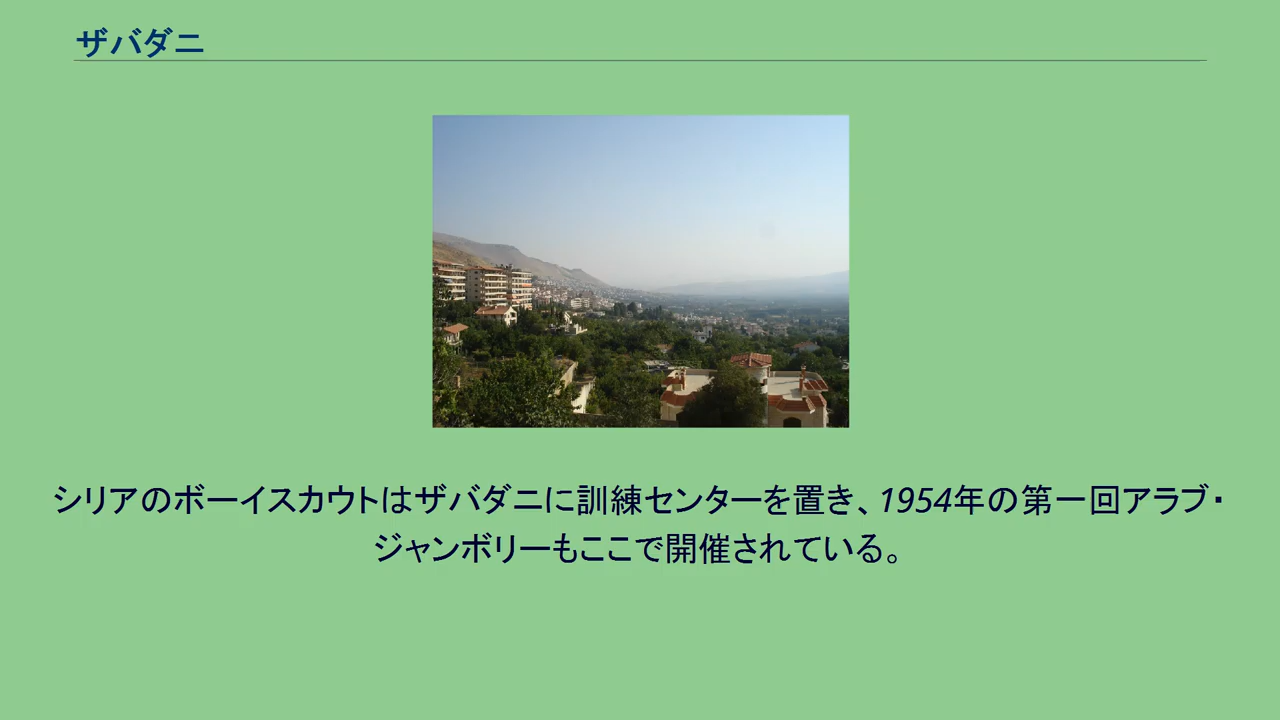 ザバダニ
シリアのボーイスカウトはザバダニに訓練センターを置き、1954年の第一回アラブ・
ジャンボリーもここで開催されている。